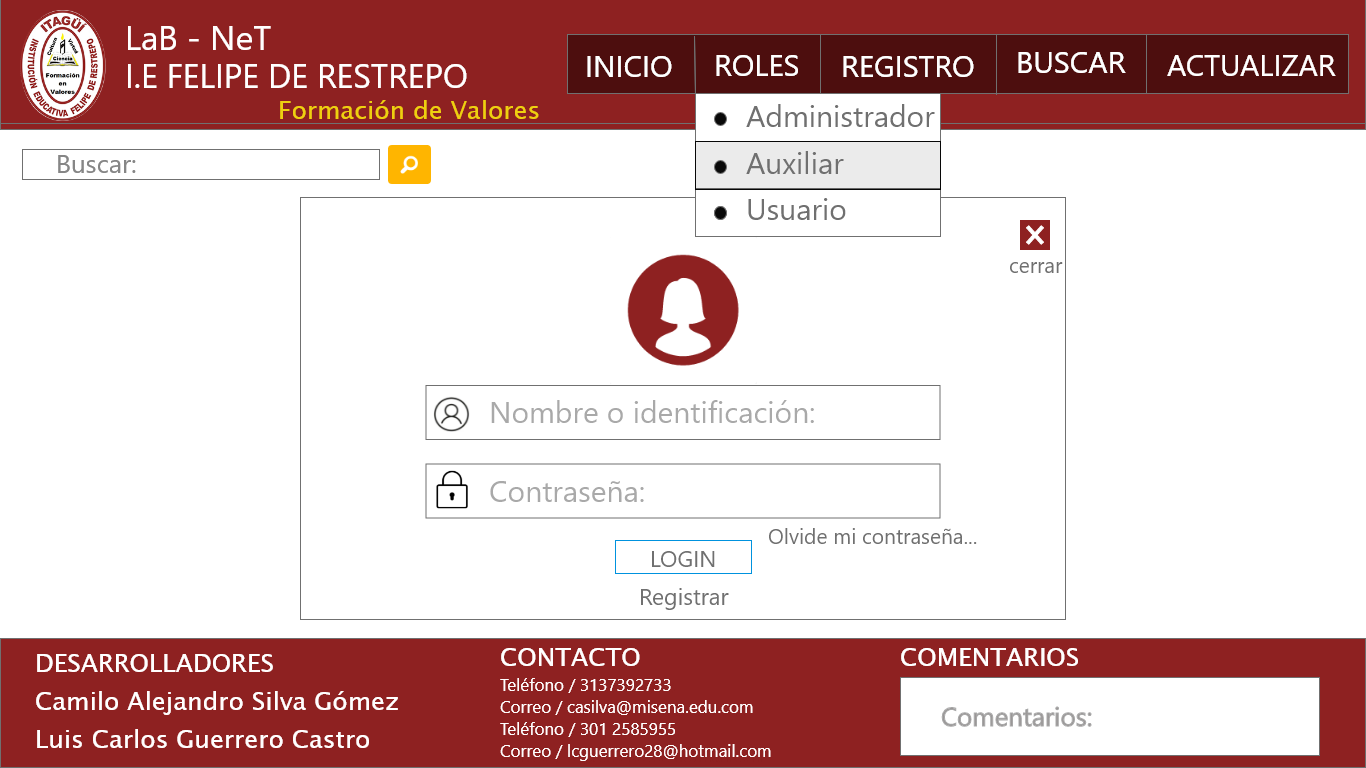 ITAGÜÍ
INSTITUCIÓN EDUCATIVA FELIPE DE RESTREPO
Ciencia
Formación
en
Valores
LaB - NeT
I.E FELIPE DE RESTREPO
Formación de Valores
INICIO
ROLES
REGISTRO
BUSCAR
ACTUALIZAR
Administrador
Auxiliar
Usuario
Buscar:
cerrar
Nombre o identificación:
Contraseña:
Olvide mi contraseña...
LOGIN
Registrar
DESARROLLADORES
Camilo Alejandro Silva Gómez
Luis Carlos Guerrero Castro
CONTACTO
Teléfono / 3137392733
Correo / casilva@misena.edu.com
Teléfono / 301 2585955
Correo / lcguerrero28@hotmail.com
COMENTARIOS
Comentarios: